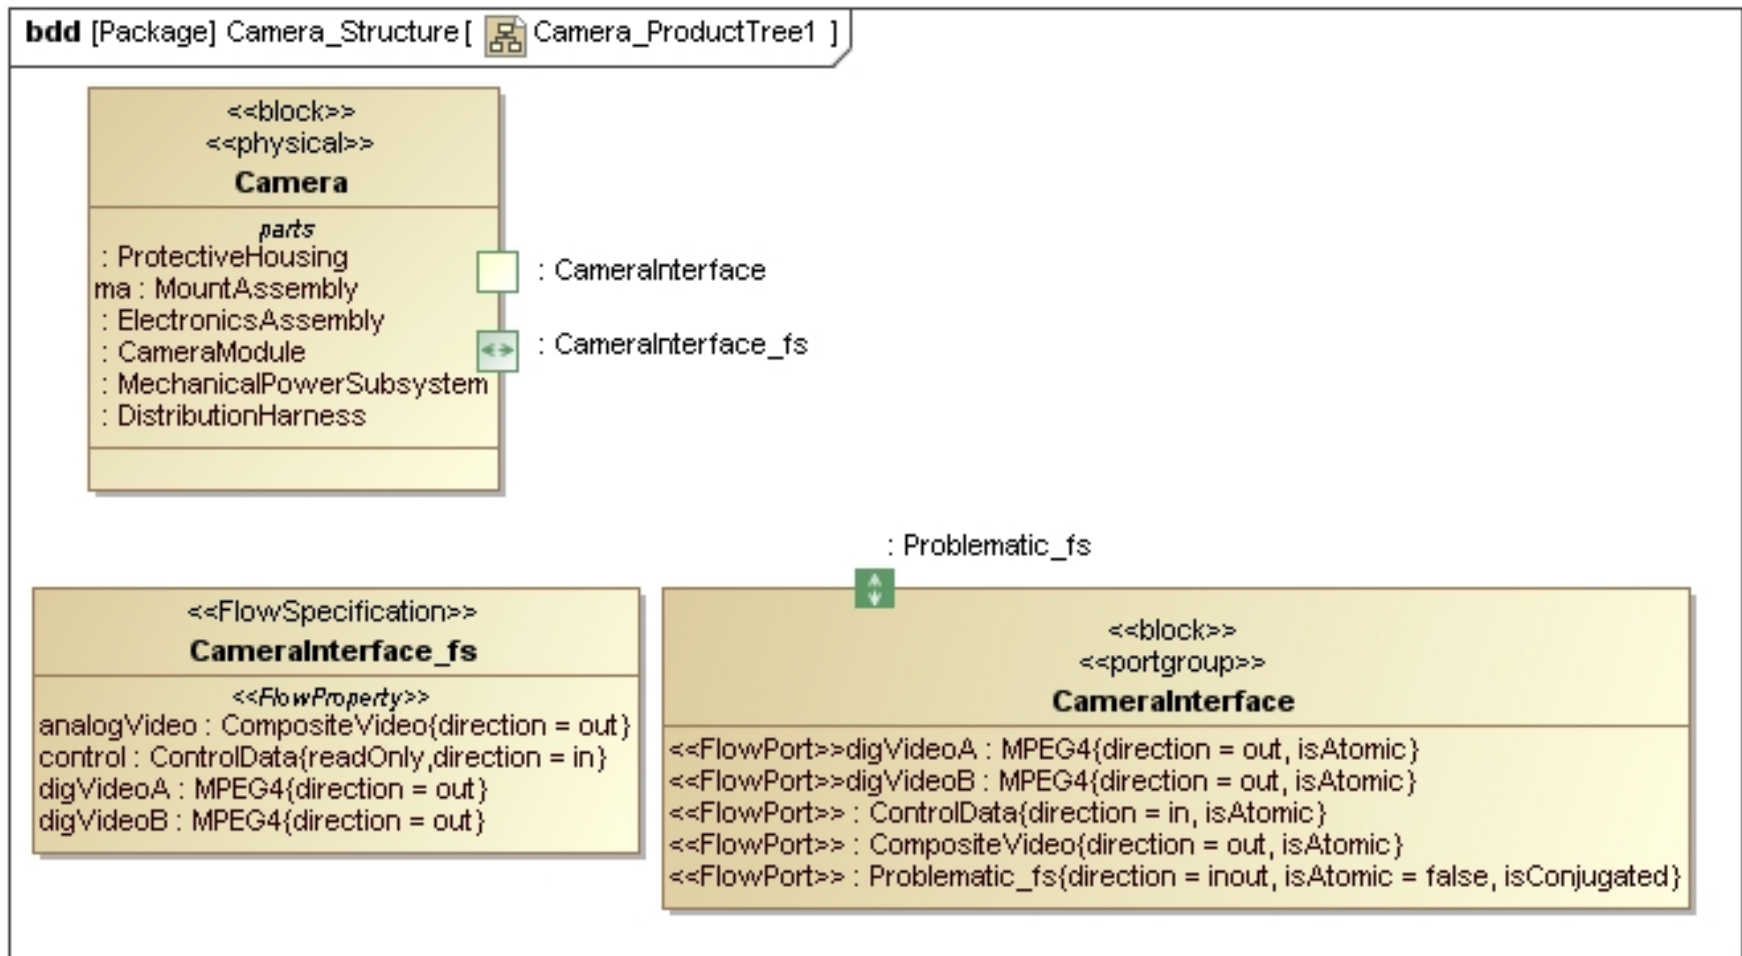 bdd [Package] Camera_Structure [ Camera_ProductTree1 ]
<<block>>
<<physical>>
Camera
parts
: ProtectiveHousing
ma : MountAssembly
: ElectronicsAssembly
: CameraModule
: MechanicalPowerSubsystem
: DistributionHarness
: CameraInterface
: CameraInterface_fs
: Problematic_fs
<<FlowSpecification>>
CameraInterface_fs
<<FlowProperty>>
analogVideo : CompositeVideo{direction = out}
control : ControlData{readOnly,direction = in}
digVideoA : MPEG4{direction = out}
digVideoB : MPEG4{direction = out}
<<block>>
<<portgroup>>
CameraInterface
<<FlowPort>>digVideoA : MPEG4{direction = out, isAtomic}
<<FlowPort>>digVideoB : MPEG4{direction = out, isAtomic}
<<FlowPort>> : ControlData{direction = in, isAtomic}
<<FlowPort>> : CompositeVideo{direction = out, isAtomic}
<<FlowPort>> : Problematic_fs{direction = inout, isAtomic = false, isConjugated}